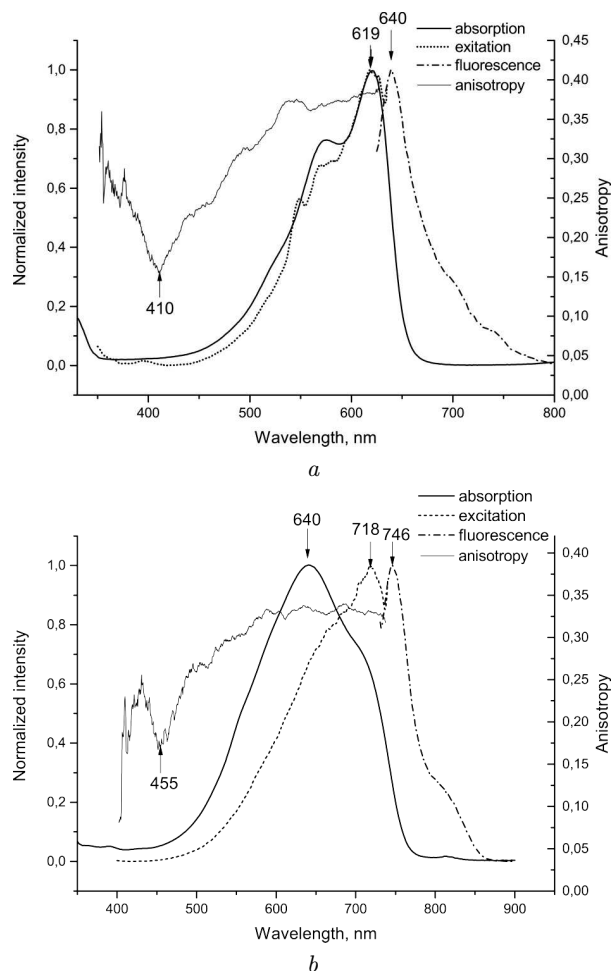 619 640
absorption
exitation
fluorescence
anisotropy
410
Normalized intensity
1,0
0,8
0,6
0,4
0,2
0,0
400 500 600 700 800
Wavelength, nm
0,45
0,40
0,35
0,30
0,25
0,20
0,15
0,10
0,05
0,00
Anisotropy
a
absorption
excitation
fluorescence
anisotropy
640 718 746
455
Normalized intensity
1,0
0,8
0,6
0,4
0,2
0,0
400 500 600 700 800 900
Wavelength, nm
0,40
0,35
0,30
0,25
0,20
0,15
0,10
0,05
0,00
Anisotropy
b